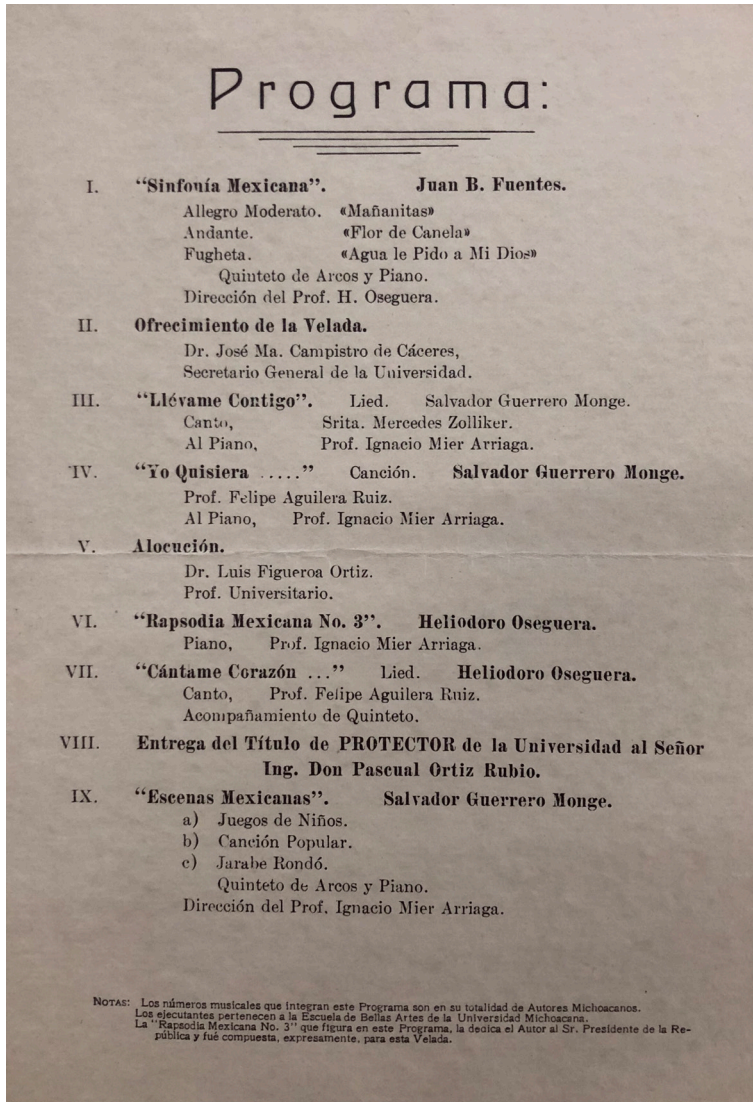 Programa:
I. “Sinfonía Mexicana”. Juan B. Fuentes.
Allegro Moderato. «Mañanitas»
Andante. «Flor de Canela»
Fugheta. «Agua le Pido a Mi Dios»
Quinteto de Arcos y Piano.
Dirección del Prof. H. Oseguera.
II. Ofrecimiento de la Velada.
Dr. José Ma. Campistro de Cáceres,
Secretario General de la Universidad.
III. “Llévame Contigo”. Lied. Salvador Guerrero Monge.
Canto, Srita. Mercedes Zolliker.
Al Piano, Prof. Ignacio Mier Arriaga.
IV. “Yo Quisiera .....” Canción. Salvador Guerrero Monge.
Prof. Felipe Aguilera Ruiz.
Al Piano, Prof. Ignacio Mier Arriaga.
V. Alocución.
Dr. Luis Figueroa Ortiz.
Prof. Universitario.
VI. “Rapsodia Mexicana No. 3”. Heliodoro Oseguera.
Piano, Prof. Ignacio Mier Arriaga.
VII. “Cántame Corazón ...” Lied. Heliodoro Oseguera.
Canto, Prof. Felipe Aguilera Ruiz.
Acompañamiento de Quinteto.
VIII. Entrega del Título de PROTECTOR de la Universidad al Señor
Ing. Don Pascual Ortiz Rubio.
IX. “Escenas Mexicanas”. Salvador Guerrero Monge.
a) Juegos de Niños.
b) Canción Popular.
c) Jarabe Rondó.
Quinteto de Arcos y Piano.
Dirección del Prof. Ignacio Mier Arriaga.
NOTAS: Los números musicales que integran este Programa son en su totalidad de Autores Michoacanos.
Los ejecutantes pertenecen a la Escuela de Bellas Artes de la Universidad Michoacana.
La "Rapsodia Mexicana No. 3" que figura en este Programa, la dedica el Autor al Sr. Presidente de la Re-
pública y fué compuesta, expresamente, para esta Velada.